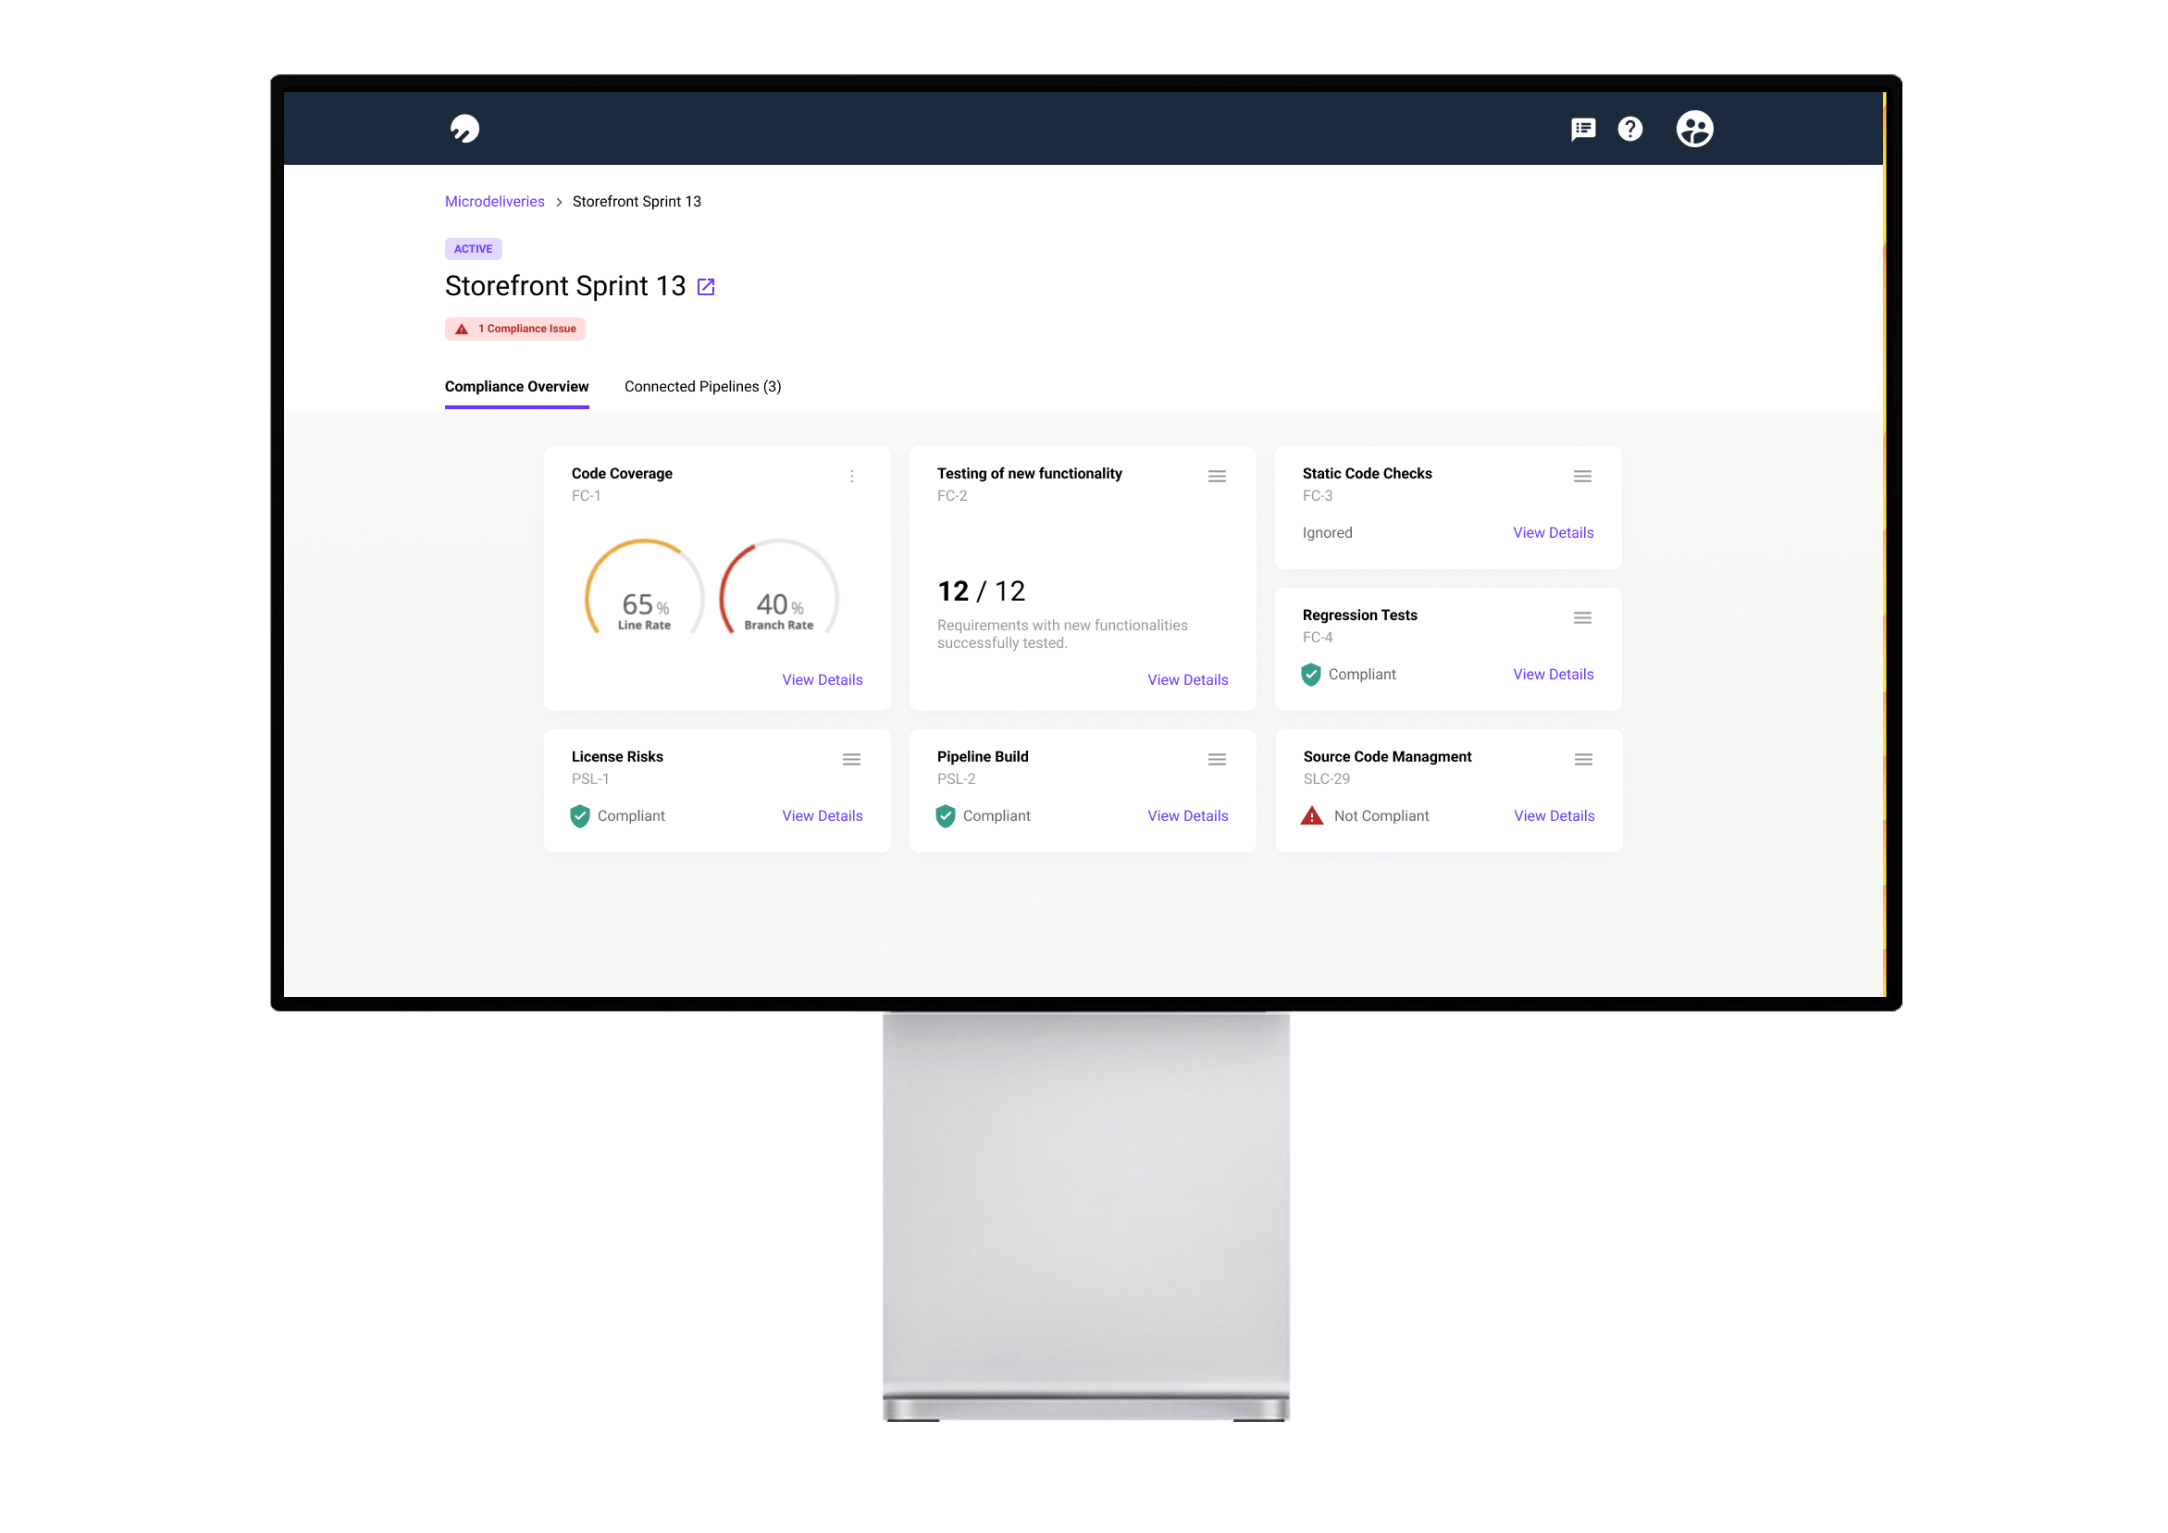 Microdeliveries > Storefront Sprint 13
ACTIVE
Storefront Sprint 13
1 Compliance Issue
Compliance Overview
Connected Pipelines (3)
Code Coverage
FC-1
65 %
Line Rate
40 %
Branch Rate
View Details
Testing of new functionality
FC-2
12 / 12
Requirements with new functionalities
successfully tested.
View Details
Static Code Checks
FC-3
Ignored
View Details
Regression Tests
FC-4
Compliant
View Details
License Risks
PSL-1
Compliant
View Details
Pipeline Build
PSL-2
Compliant
View Details
Source Code Managment
SLC-29
Not Compliant
View Details